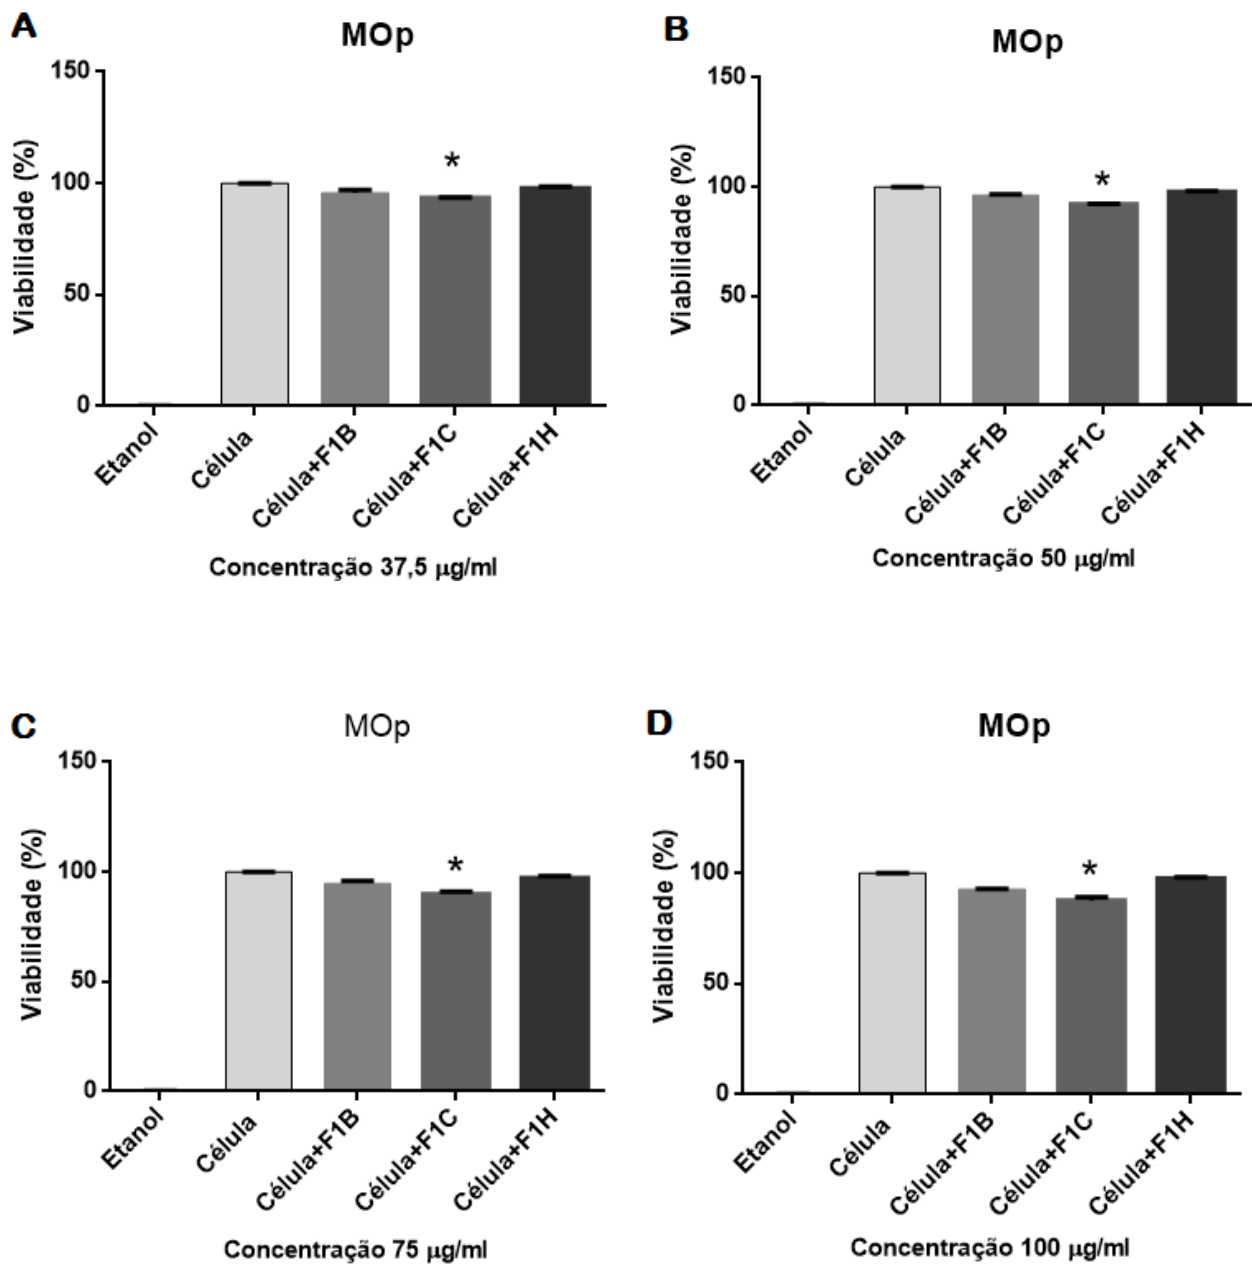 A
MOp
Viabilidade (%)
150
100
50
0
*
Etanol
Célula
Célula+F1B
Célula+F1C
Célula+F1H
Concentração 37,5 µg/ml
B
MOp
Viabilidade (%)
150
100
50
0
*
Etanol
Célula
Célula+F1B
Célula+F1C
Célula+F1H
Concentração 50 µg/ml
C
MOp
Viabilidade (%)
150
100
50
0
*
Etanol
Célula
Célula+F1B
Célula+F1C
Célula+F1H
Concentração 75 µg/ml
D
MOp
Viabilidade (%)
150
100
50
0
*
Etanol
Célula
Célula+F1B
Célula+F1C
Célula+F1H
Concentração 100 µg/ml